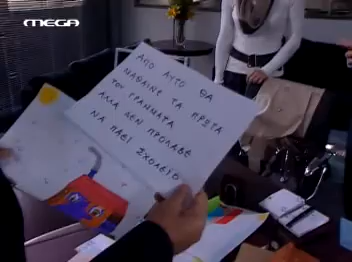 MEGA
ΑΠΟ ΑΥΤΟ ΘΑ
ΜΑΘΑΙΝΕ ΤΑ ΠΡΩΤΑ
ΤΟΥ ΓΡΑΜΜΑΤΑ
ΑΛΛΑ ΔΕΝ ΠΡΟΛΑΒΕ
ΝΑ ΠΑΕΙ ΣΧΟΛΕΙΟ